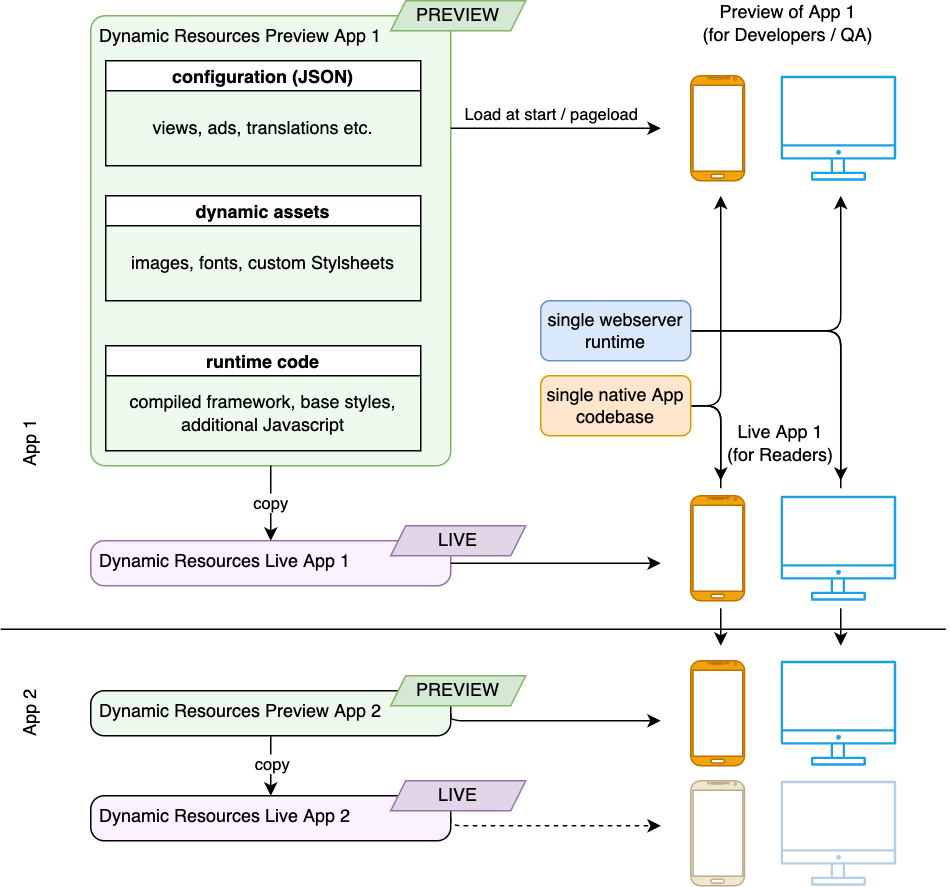 PREVIEW
Dynamic Resources Preview App 1
configuration (JSON)
views, ads, translations etc.
dynamic assets
images, fonts, custom Stylsheets
runtime code
compiled framework, base styles,
additional Javascript
Load at start / pageload
Preview of App 1
(for Developers / QA)
single webserver
runtime
single native App
codebase
Live App 1
(for Readers)
App 1
copy
LIVE
Dynamic Resources Live App 1
App 2
PREVIEW
Dynamic Resources Preview App 2
copy
LIVE
Dynamic Resources Live App 2